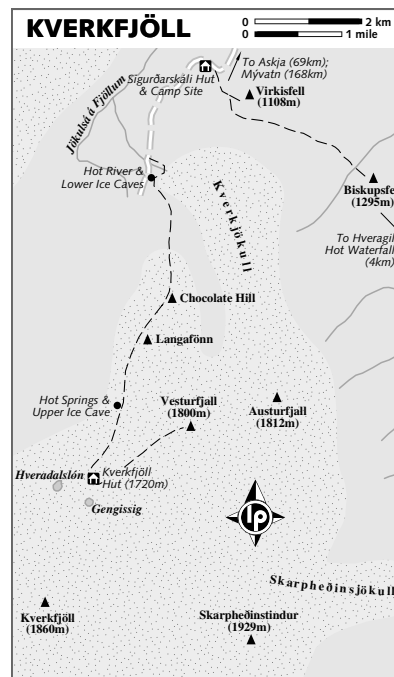 KVERKFJÖLL
0 2 km
0 1 mile
To Askja (69km);
Mývatn (168km)
Sigurðarskáli Hut
& Camp Site
Virkisfell
(1108m)
Jökulsá á Fjöllum
Hot River &
Lower Ice Caves
Kverkjökull
Biskupsfe
(1295m)
To Hveragil
Hot Waterfall
(4km)
Chocolate Hill
Langafönn
Hot Springs &
Upper Ice Cave
Vesturfjall
(1800m)
Austurfjall
(1812m)
Hveradalslón
Kverkfjöll
Hut (1720m)
Gengissig
lp
Skarpheðinsjökull
Kverkfjöll
(1860m)
Skarpheðinstindur
(1929m)